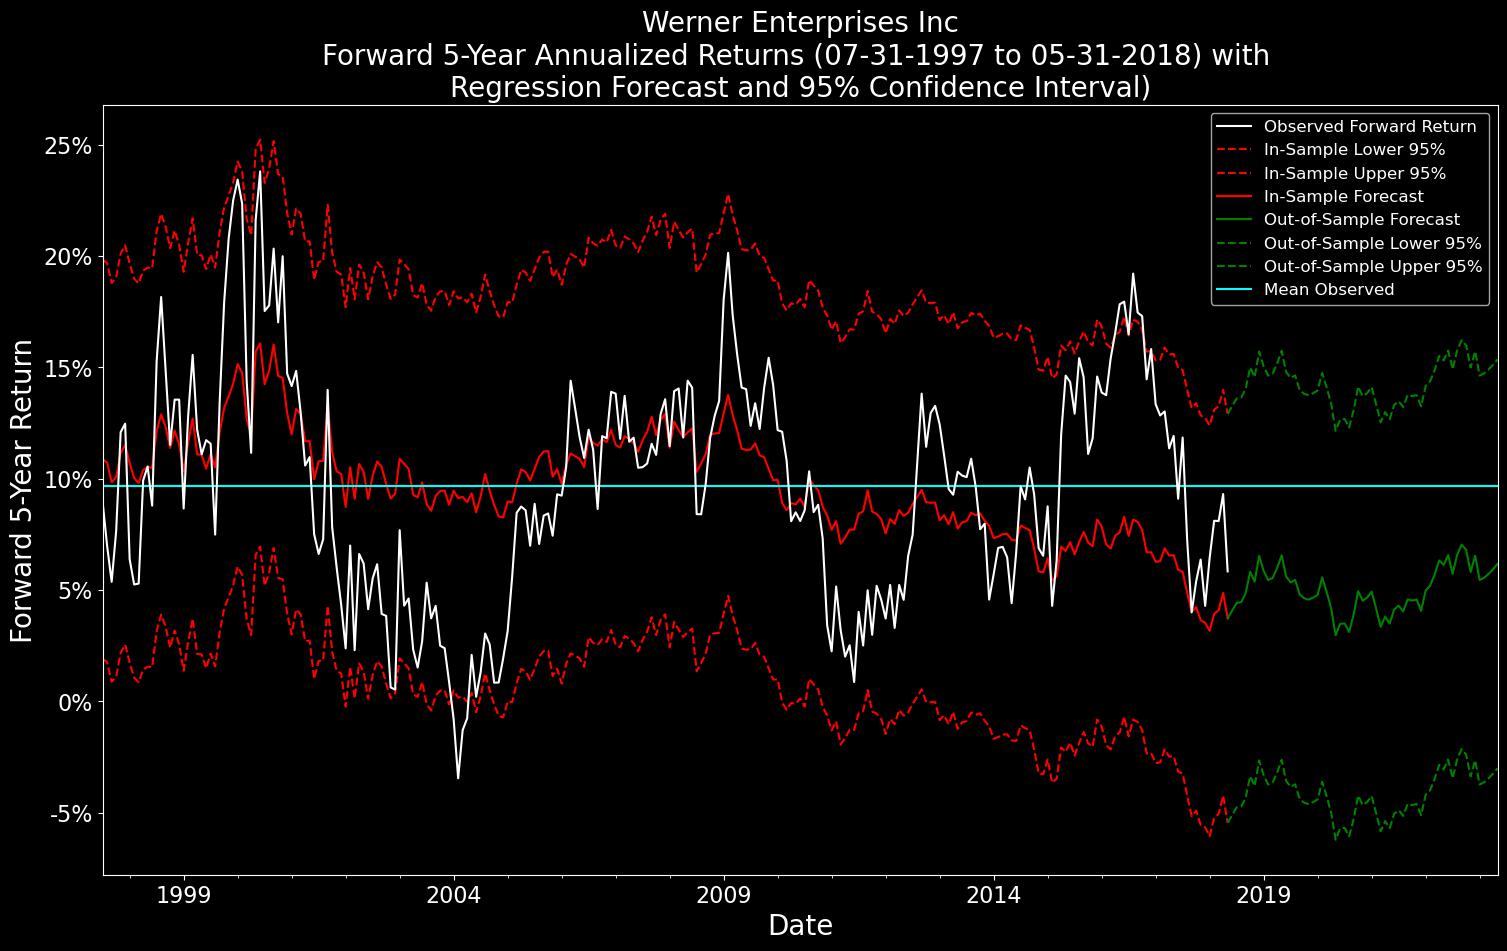 Werner Enterprises Inc
Forward 5-Year Annualized Returns (07-31-1997 to 05-31-2018) with
Regression Forecast and 95% Confidence Interval)
Observed Forward Return
In-Sample Lower 95%
In-Sample Upper 95%
In-Sample Forecast
Out-of-Sample Forecast
Out-of-Sample Lower 95%
Out-of-Sample Upper 95%
Mean Observed
Forward 5-Year Return
25%
20%
15%
10%
5%
0%
-5%
1999
2004
2009
2014
2019
Date